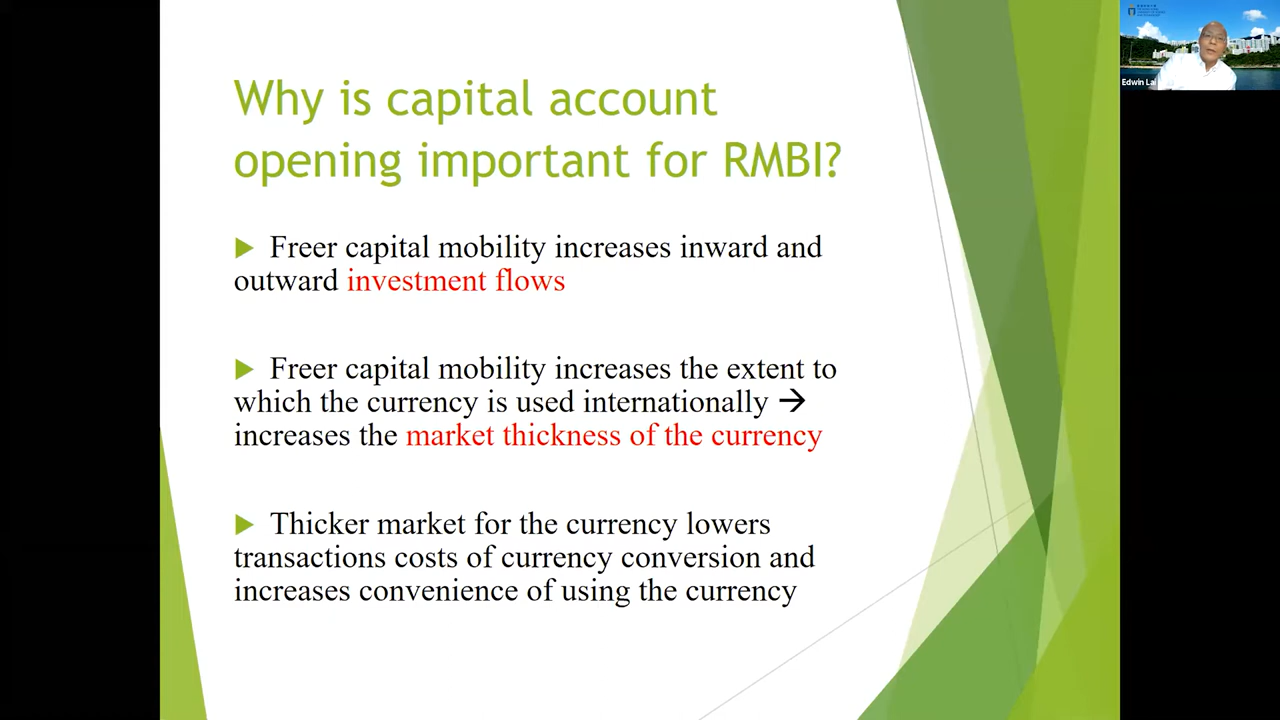 Why is capital account
opening important for RMBI?
Freer capital mobility increases inward and
outward investment flows
Freer capital mobility increases the extent to
which the currency is used internally →
increases the market thickness of the currency
Thicker market for the currency lowers
transactions costs of currency conversion and
increases convenience of using the currency
Edwin Lai